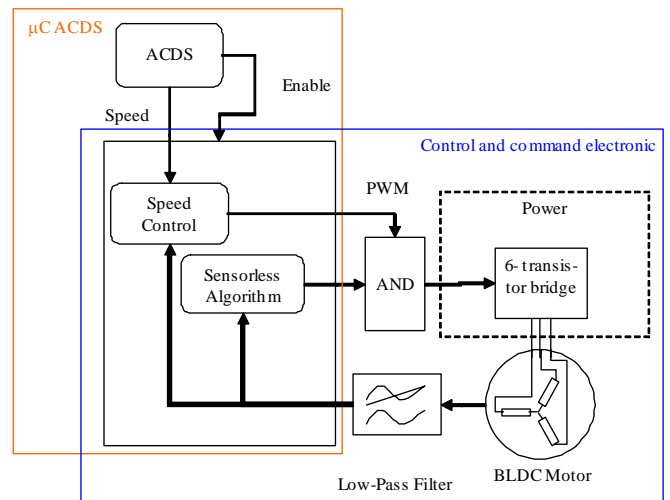 μC ACDS
ACDS
Enable
Speed
Control and command electronic
PWM
Power
Speed
Control
Sensorless
Algorithm
AND
6- transis-
tor bridge
Low-Pass Filter
BLDC Motor